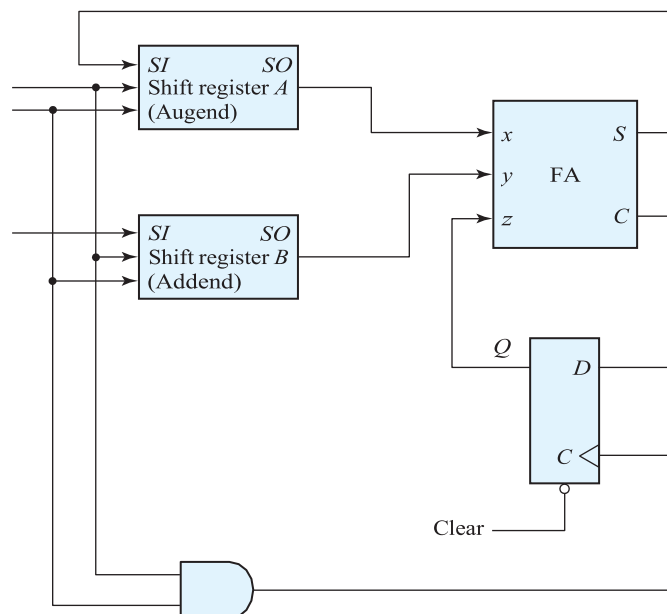 SI SO
Shift register A
(Augend)
x S
y FA
z C
SI SO
Shift register B
(Addend)
Q
D
C
Clear